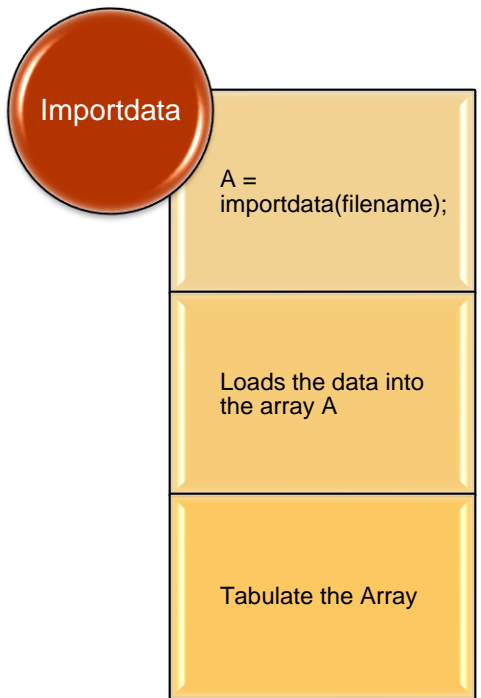 Importdata
A =
importdata(filename);
Loads the data into
the array A
Tabulate the Array